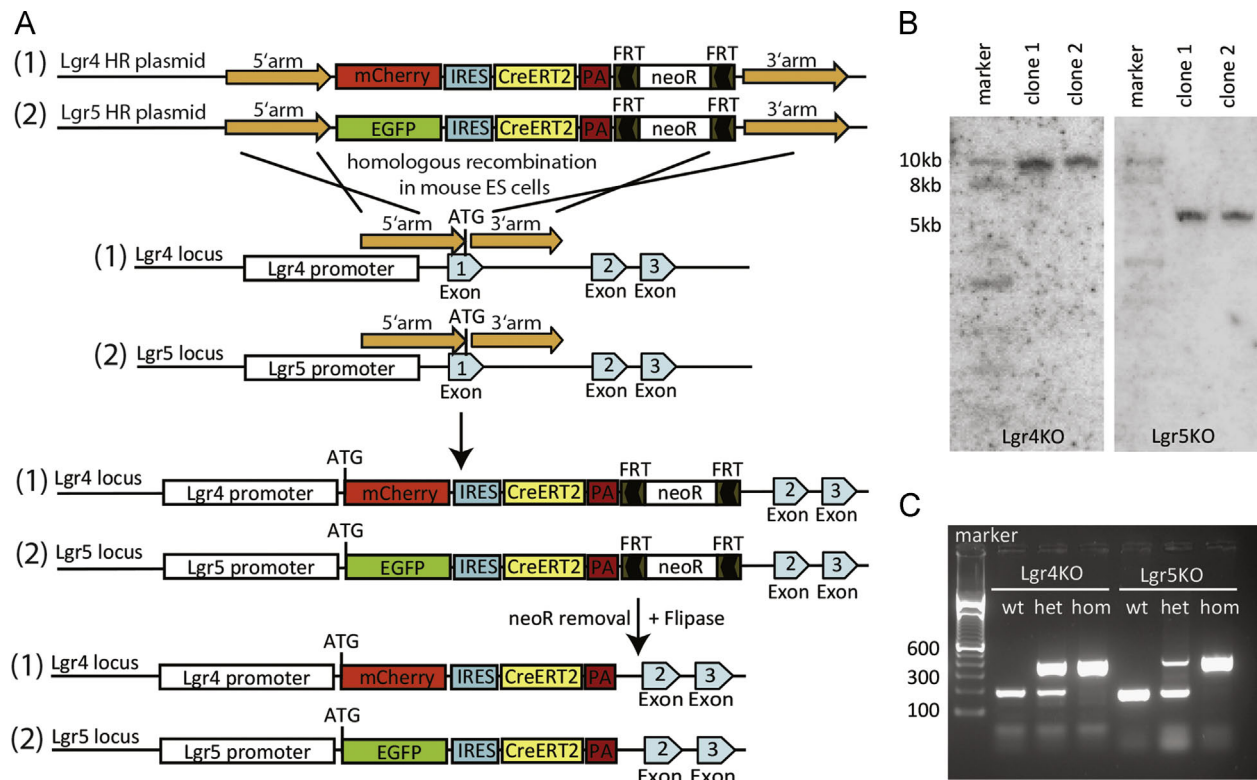 A
(1) Lgr4 HR plasmid 5'arm mCherry IRES CreERT2 PA FRT neoR FRT 3'arm
(2) Lgr5 HR plasmid 5'arm EGFP IRES CreERT2 PA FRT neoR FRT 3'arm
homologous recombination
in mouse ES cells
5'arm ATG 3'arm
(1) Lgr4 locus Lgr4 promoter 1 2 3
Exon Exon Exon
5'arm ATG 3'arm
(2) Lgr5 locus Lgr5 promoter 1 2 3
Exon Exon Exon
ATG FRT FRT
(1) Lgr4 locus Lgr4 promoter mCherry IRES CreERT2 PA neoR 2 3
Exon Exon
ATG FRT FRT
(2) Lgr5 locus Lgr5 promoter EGFP IRES CreERT2 PA neoR 2 3
Exon Exon
neoR removal + Flipase
ATG
(1) Lgr4 locus Lgr4 promoter mCherry IRES CreERT2 PA 2 3
Exon Exon
ATG
(2) Lgr5 locus Lgr5 promoter EGFP IRES CreERT2 PA 2 3
Exon Exon
B
marker clone 1 clone 2 marker clone 1 clone 2
10kb
8kb
5kb
Lgr4KO Lgr5KO
C
marker
Lgr4KO Lgr5KO
wt het hom wt het hom
600
300
100